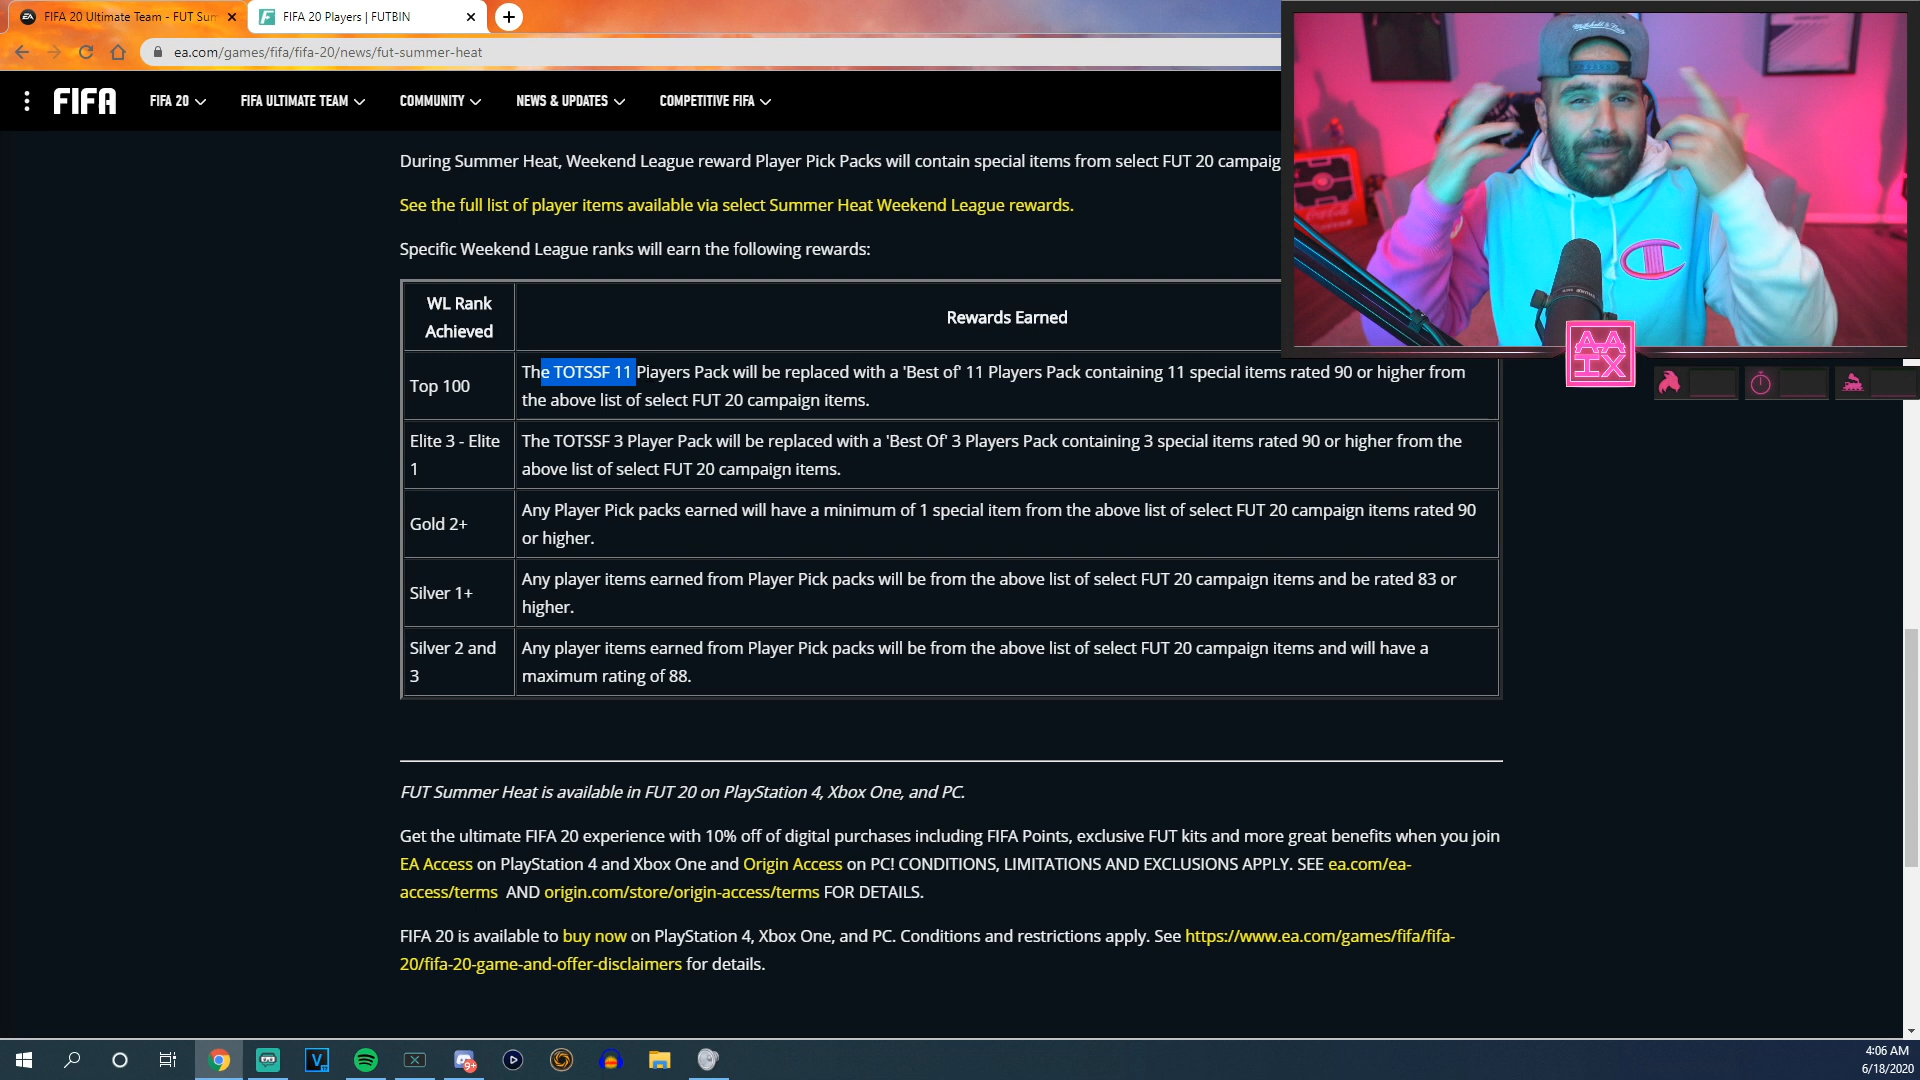 FIFA 20 Ultimate Team - FUT Sum
FIFA 20 Players | FUTBIN
ea.com/games/fifa/fifa-20/news/fut-summer-heat
FIFA
FIFA 20
FIFA ULTIMATE TEAM
COMMUNITY
NEWS & UPDATES
COMPETITIVE FIFA
During Summer Heat, Weekend League reward Player Pick Packs will contain special items from select FUT 20 campaig
See the full list of player items available via select Summer Heat Weekend League rewards.
Specific Weekend League ranks will earn the following rewards:
WL Rank
Achieved
Rewards Earned
Top 100
The TOTSSF 11 Players Pack will be replaced with a 'Best of' 11 Players Pack containing 11 special items rated 90 or higher from
the above list of select FUT 20 campaign items.
Elite 3 - Elite
1
The TOTSSF 3 Player Pack will be replaced with a 'Best Of' 3 Players Pack containing 3 special items rated 90 or higher from the
above list of select FUT 20 campaign items.
Gold 2+
Any Player Pick packs earned will have a minimum of 1 special item from the above list of select FUT 20 campaign items rated 90
or higher.
Silver 1+
Any player items earned from Player Pick packs will be from the above list of select FUT 20 campaign items and be rated 83 or
higher.
Silver 2 and
3
Any player items earned from Player Pick packs will be from the above list of select FUT 20 campaign items and will have a
maximum rating of 88.
FUT Summer Heat is available in FUT 20 on PlayStation 4, Xbox One, and PC.
Get the ultimate FIFA 20 experience with 10% off of digital purchases including FIFA Points, exclusive FUT kits and more great benefits when you join
EA Access on PlayStation 4 and Xbox One and Origin Access on PC! CONDITIONS, LIMITATIONS AND EXCLUSIONS APPLY. SEE ea.com/ea-
access/terms AND origin.com/store/origin-access/terms FOR DETAILS.
FIFA 20 is available to buy now on PlayStation 4, Xbox One, and PC. Conditions and restrictions apply. See https://www.ea.com/games/fifa/fifa-
20/fifa-20-game-and-offer-disclaimers for details.
AA
IX
9+
4:06 AM
6/18/2020